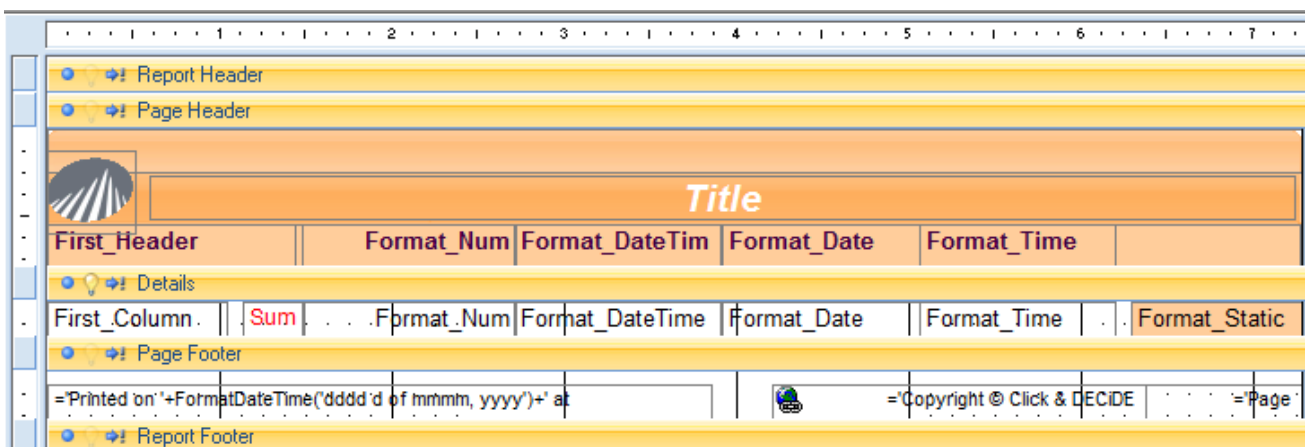 1 2 3 4 5 6 7
Report Header
Page Header
Title
First_Header Format_Num Format_DateTim Format_Date Format_Time
Details
First_Column Sum Format_Num Format_DateTime Format_Date Format_Time Format_Static
Page Footer
='Printed on '+FormatDateTime('dddd d of mmmm, yyyy')+' at ='Copyright © Click & DECiDE ='Page
Report Footer